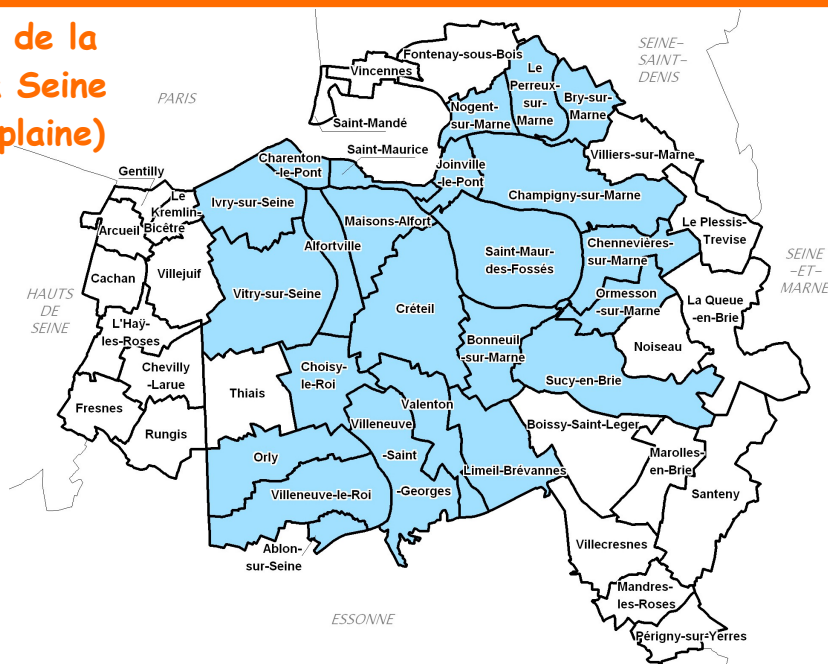 de la
Seine
plaine)
PARIS
SEINE-
SAINT-
DENIS
HAUTS
DE
SEINE
SEINE
-ET-
MARNE
ESSONNE
Fontenay-sous-Bois
Vincennes
Saint-Mandé
Saint-Maurice
Le
Perreux-
sur-
Marne
Bry-sur-
Marne
Nogent-
sur-Marne
Villiers-sur-Marne
Charenton
-le-Pont
Joinville
-le-Pont
Champigny-sur-Marne
Gentilly
Le
Kremlin-
Bicêtre
Arcueil
Ivry-sur-Seine
Maisons-Alfort
Alfortville
Le Plessis-
Trevise
Cachan
Villejuif
Vitry-sur-Seine
Saint-Maur-
des-Fossés
Chennevières-
sur-Marne
Ormesson
-sur-Marne
La Queue
-en-Brie
L'Haÿ-
les-Roses
Créteil
Bonneuil
-sur-Marne
Noiseau
Chevilly
-Larue
Thiais
Choisy-
le-Roi
Sucy-en-Brie
Fresnes
Rungis
Valenton
Villeneuve
-Saint
-Georges
Boissy-Saint-Leger
Orly
Villeneuve-le-Roi
Limeil-Brévannes
Marolles-
en-Brie
Santeny
Ablon-
sur-Seine
Villecresnes
Mandres-
les-Roses
Périgny-sur-Yerres